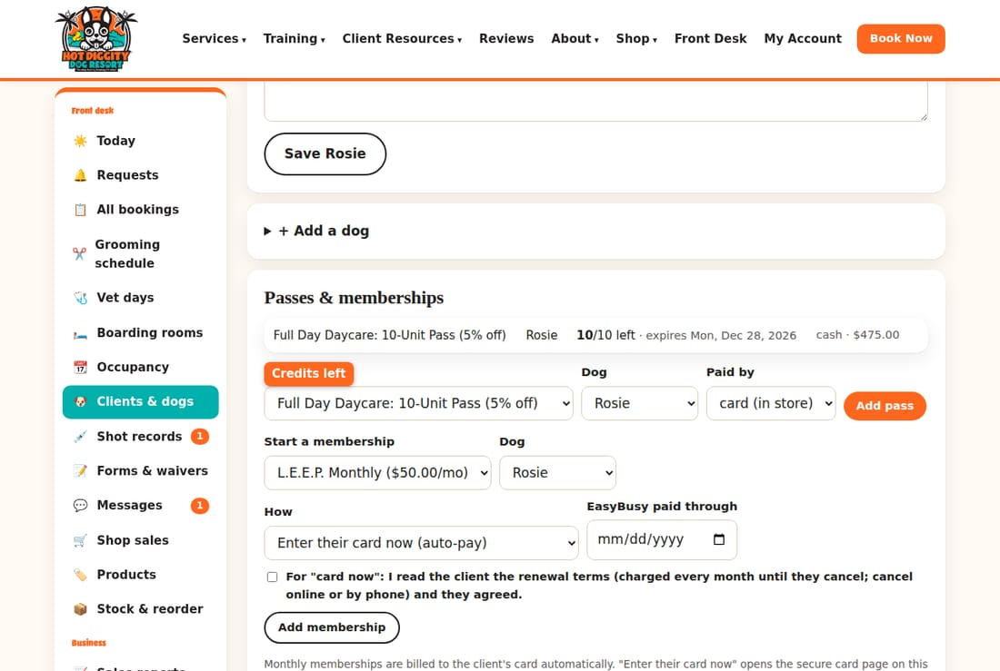 HOT DIGGITY
DOG RESORT
Services ▾ Training ▾ Client Resources ▾ Reviews About ▾ Shop ▾ Front Desk My Account Book Now
Front desk
Today
Requests
All bookings
Grooming
schedule
Vet days
Boarding rooms
Occupancy
Clients & dogs
Shot records 1
Forms & waivers
Messages 1
Shop sales
Products
Stock & reorder
Business
Save Rosie
+ Add a dog
Passes & memberships
Full Day Daycare: 10-Unit Pass (5% off) Rosie 10/10 left · expires Mon, Dec 28, 2026 cash · $475.00
Credits left Dog Paid by
Full Day Daycare: 10-Unit Pass (5% off) Rosie card (in store) Add pass
Start a membership Dog
L.E.E.P. Monthly ($50.00/mo) Rosie
How EasyBusy paid through
Enter their card now (auto-pay) mm/dd/yyyy
For "card now": I read the client the renewal terms (charged every month until they cancel; cancel
online or by phone) and they agreed.
Add membership
Monthly memberships are billed to the client's card automatically. "Enter their card now" opens the secure card page on this